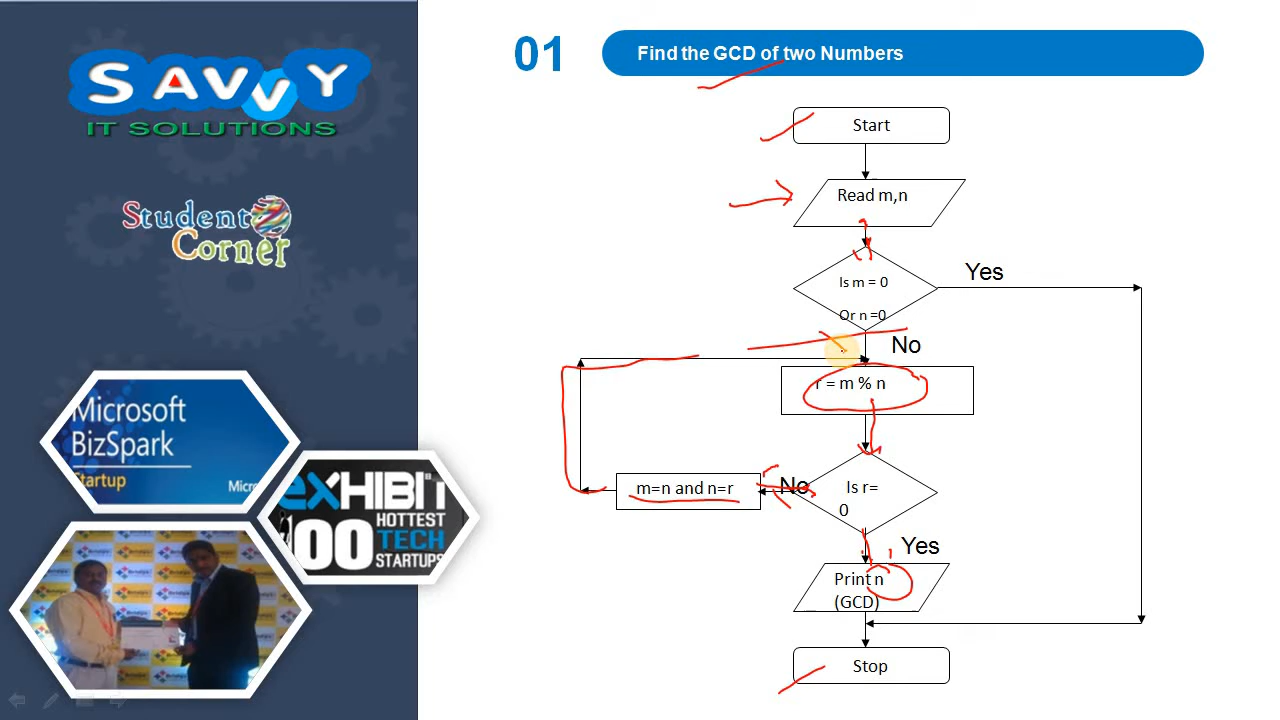 SAVVY
IT SOLUTIONS
Student
Corner
Microsoft
BizSpark
Startup
Micr
eXHIBIT
100 HOTTEST
TECH
STARTUPS
01
Find the GCD of two Numbers
Start
Read m,n
Is m = 0
Or n =0
Yes
No
r = m % n
Is r=
0
No
m=n and n=r
Yes
Print n
(GCD)
Stop